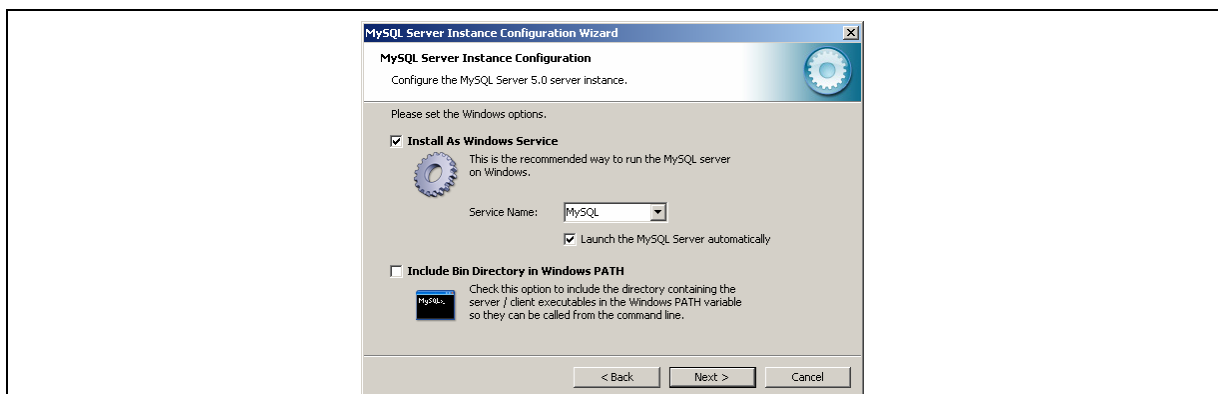 MySQL Server Instance Configuration Wizard
MySQL Server Instance Configuration
Configure the MySQL Server 5.0 server instance.
Please set the Windows options.
Install As Windows Service
This is the recommended way to run the MySQL server
on Windows.
Service Name: MySQL
Launch the MySQL Server automatically
Include Bin Directory in Windows PATH
Check this option to include the directory containing the
server / client executables in the Windows PATH variable
so they can be called from the command line.
MySQL>_
< Back Next > Cancel